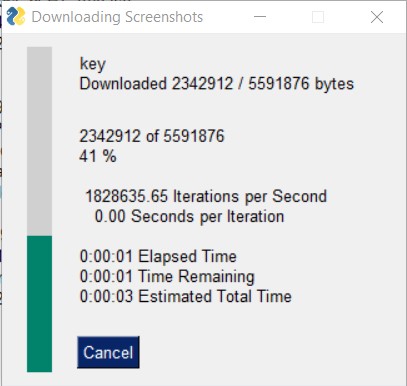 Downloading Screenshots
key
Downloaded 2342912 / 5591876 bytes
2342912 of 5591876
41 %
1828635.65 Iterations per Second
0.00 Seconds per Iteration
0:00:01 Elapsed Time
0:00:01 Time Remaining
0:00:03 Estimated Total Time
Cancel